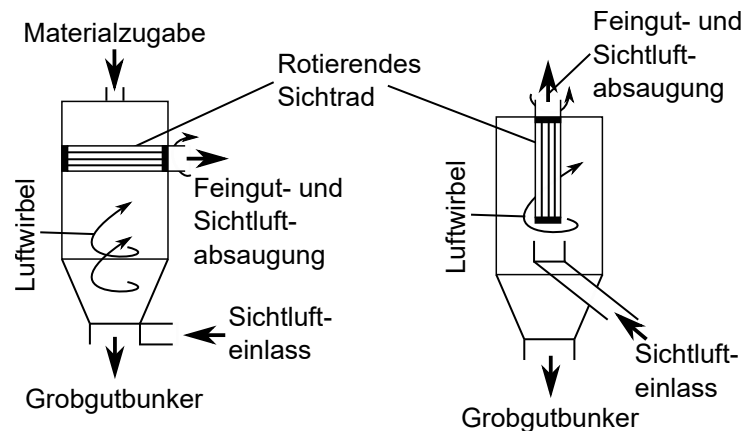 Materialzugabe
Rotierendes
Sichtrad
Feingut- und
Sichtluft-
absaugung
Luftwirbel
Sichtluft-
einlass
Grobgutbunker
Feingut- und
Sichtluft-
absaugung
Luftwirbel
Sichtluft-
einlass
Grobgutbunker